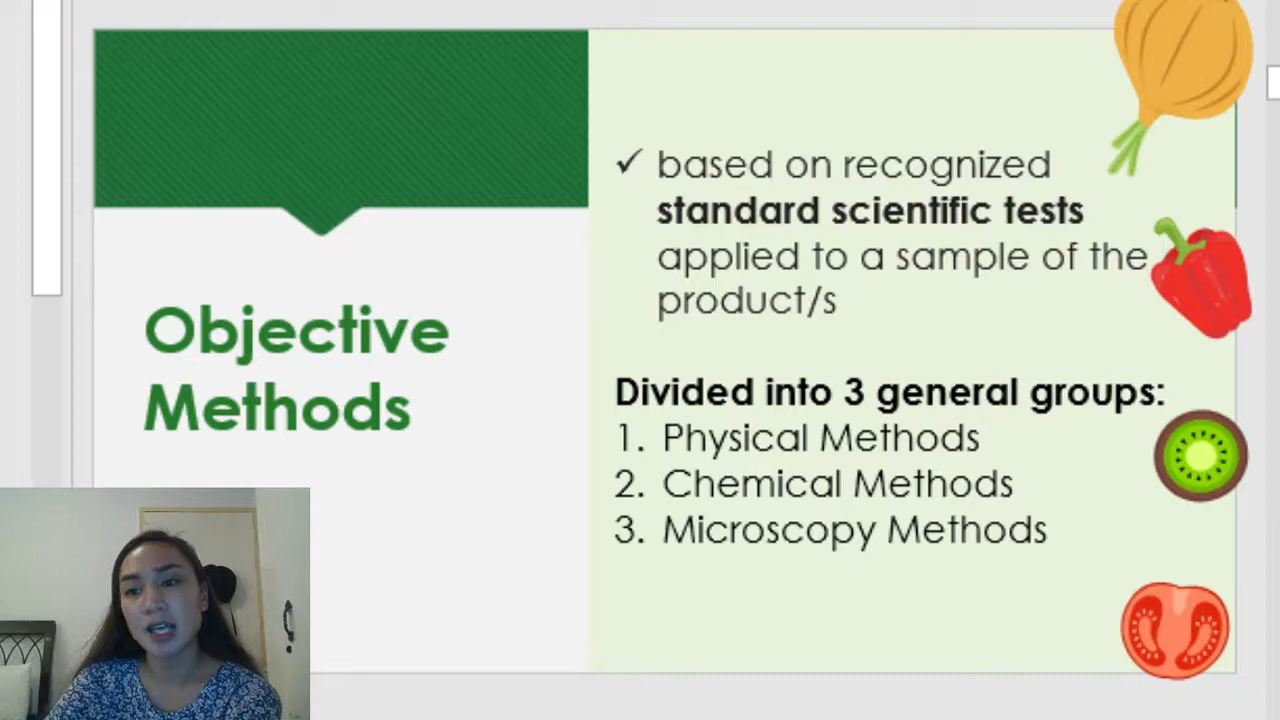 Objective
Methods
✓ based on recognized
standard scientific tests
applied to a sample of the
product/s
Divided into 3 general groups:
1. Physical Methods
2. Chemical Methods
3. Microscopy Methods